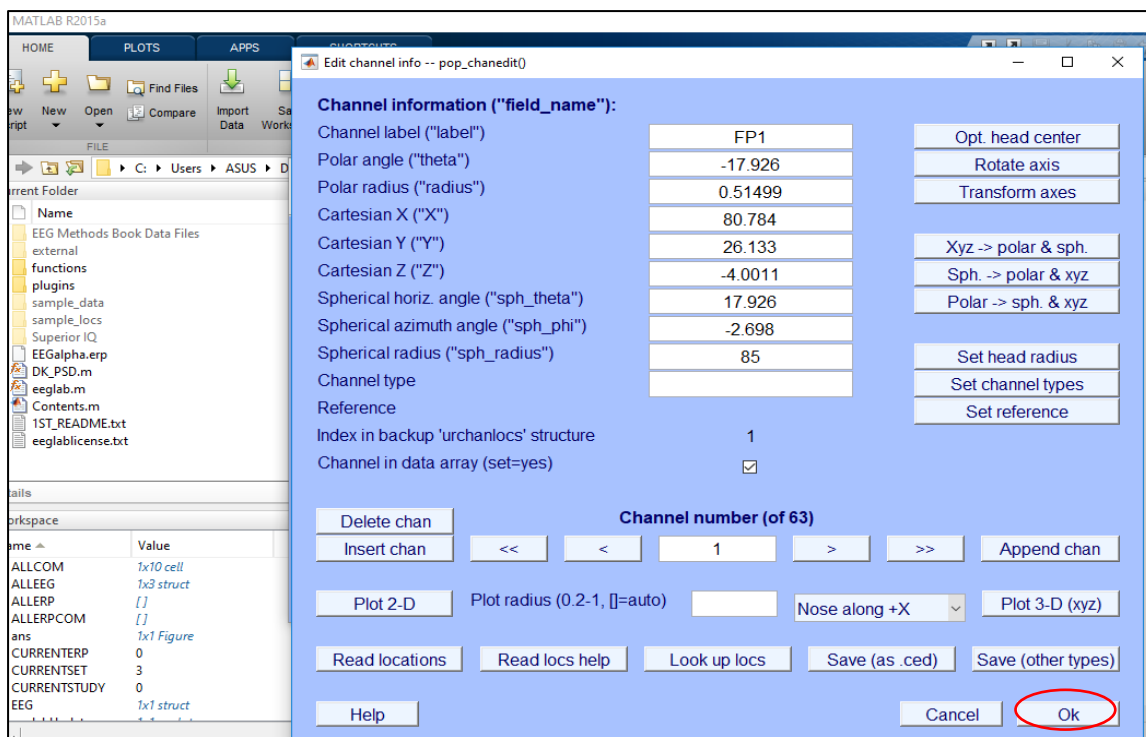 MATLAB R2015a
HOME PLOTS APPS SHORTCUTS
Find Files
New Open Compare Import
Data
FILE
C: Users ASUS D
Name
EEG Methods Book Data Files
external
functions
plugins
sample_data
sample_locs
Superior IQ
EEGalpha.erp
DK_PSD.m
eeglab.m
Contents.m
1ST_README.txt
eeglablicense.txt
Value
ALLCOM 1x10 cell
ALLEEG 1x3 struct
ALLERP []
ALLERPCOM []
ans 1x1 Figure
CURRENTERP 0
CURRENTSET 3
CURRENTSTUDY 0
EEG 1x1 struct
Edit channel info -- pop_chanedit()
Channel information ("field_name"):
Channel label ("label") FP1 Opt. head center
Polar angle ("theta") -17.926 Rotate axis
Polar radius ("radius") 0.51499 Transform axes
Cartesian X ("X") 80.784
Cartesian Y ("Y") 26.133 Xyz -> polar & sph.
Cartesian Z ("Z") -4.0011 Sph. -> polar & xyz
Spherical horiz. angle ("sph_theta") 17.926 Polar -> sph. & xyz
Spherical azimuth angle ("sph_phi") -2.698
Spherical radius ("sph_radius") 85 Set head radius
Channel type Set channel types
Reference Set reference
Index in backup 'urchanlocs' structure 1
Channel in data array (set=yes)
Delete chan Channel number (of 63)
Insert chan << < 1 > >> Append chan
Plot 2-D Plot radius (0.2-1, []=auto) Nose along +X Plot 3-D (xyz)
Read locations Read locs help Look up locs Save (as .ced) Save (other types)
Help Cancel Ok